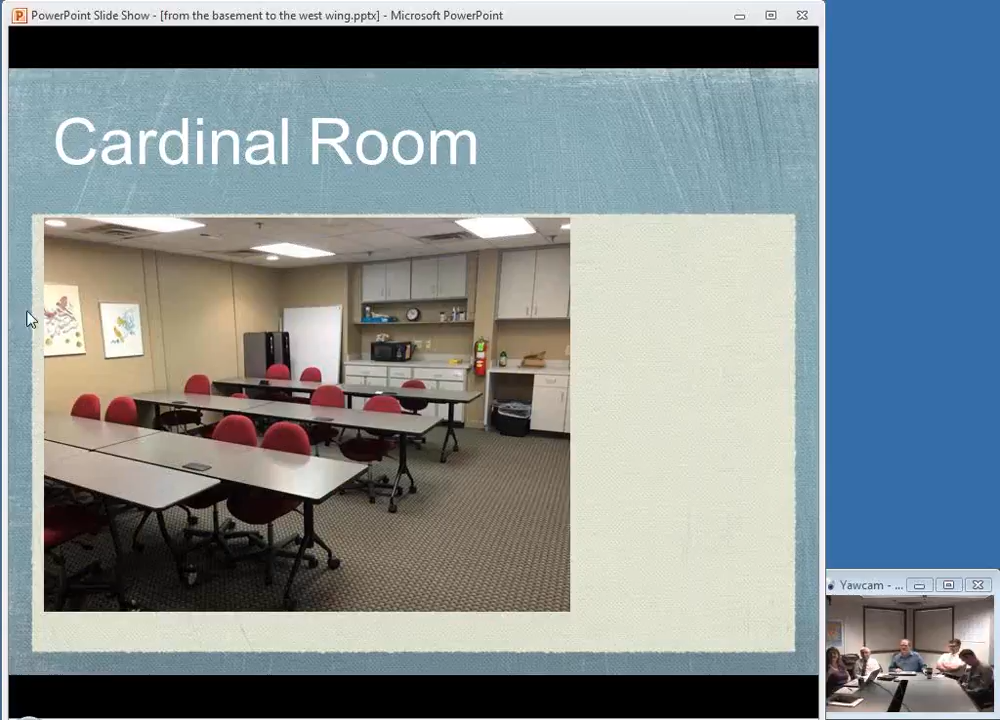 PowerPoint Slide Show - [from the basement to the west wing.pptx] - Microsoft PowerPoint
Cardinal Room
Yawcam - ...